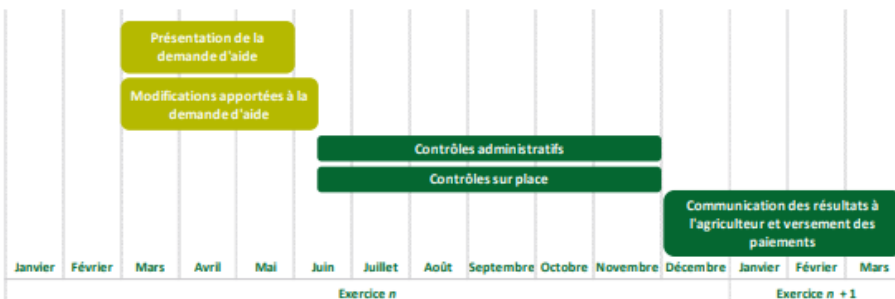 Présentation de la
demande d'aide
Modifications apportées à la
demande d'aide
Contrôles administratifs
Contrôles sur place
Communication des résultats à
l'agriculteur et versement des
paiements
Janvier Février Mars Avril Mai Juin Juillet Août Septembre Octobre Novembre Décembre Janvier Février Mars
Exercice n Exercice n + 1